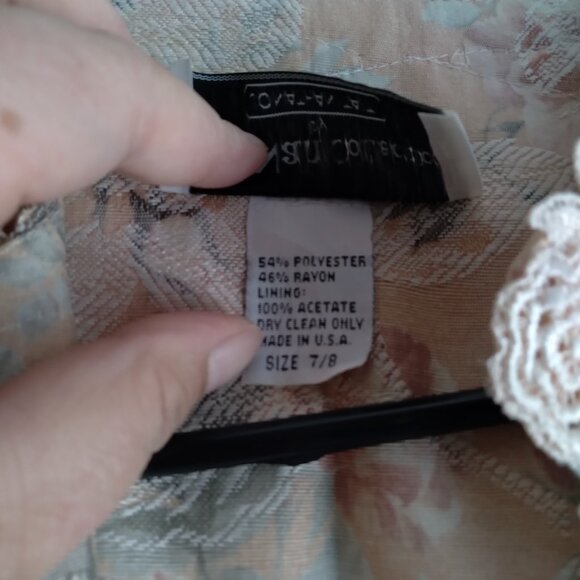 54% POLYESTER
46% RAYON
LINING:
100% ACETATE
DRY CLEAN ONLY
MADE IN U.S.A.
SIZE 7/8